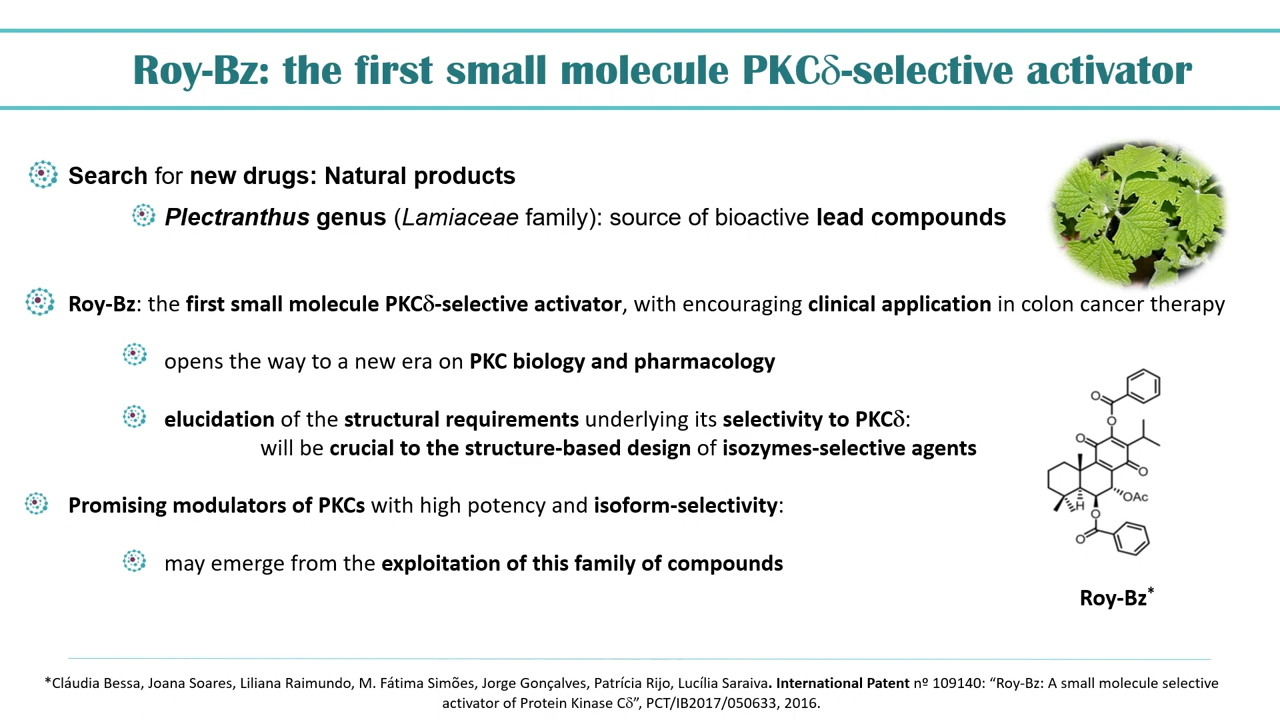 Roy-Bz: the first small molecule PKCδ-selective activator
Search for new drugs: Natural products
Plectranthus genus (Lamiaceae family): source of bioactive lead compounds
Roy-Bz: the first small molecule PKCδ-selective activator, with encouraging clinical application in colon cancer therapy
opens the way to a new era on PKC biology and pharmacology
elucidation of the structural requirements underlying its selectivity to PKCδ:
will be crucial to the structure-based design of isozymes-selective agents
Promising modulators of PKCs with high potency and isoform-selectivity:
may emerge from the exploitation of this family of compounds
O
O
O
O
OAc
H
O
O
Roy-Bz*
*Cláudia Bessa, Joana Soares, Liliana Raimundo, M. Fátima Simões, Jorge Gonçalves, Patrícia Rijo, Lucília Saraiva. International Patent nº 109140: “Roy-Bz: A small molecule selective
activator of Protein Kinase Cδ”, PCT/IB2017/050633, 2016.